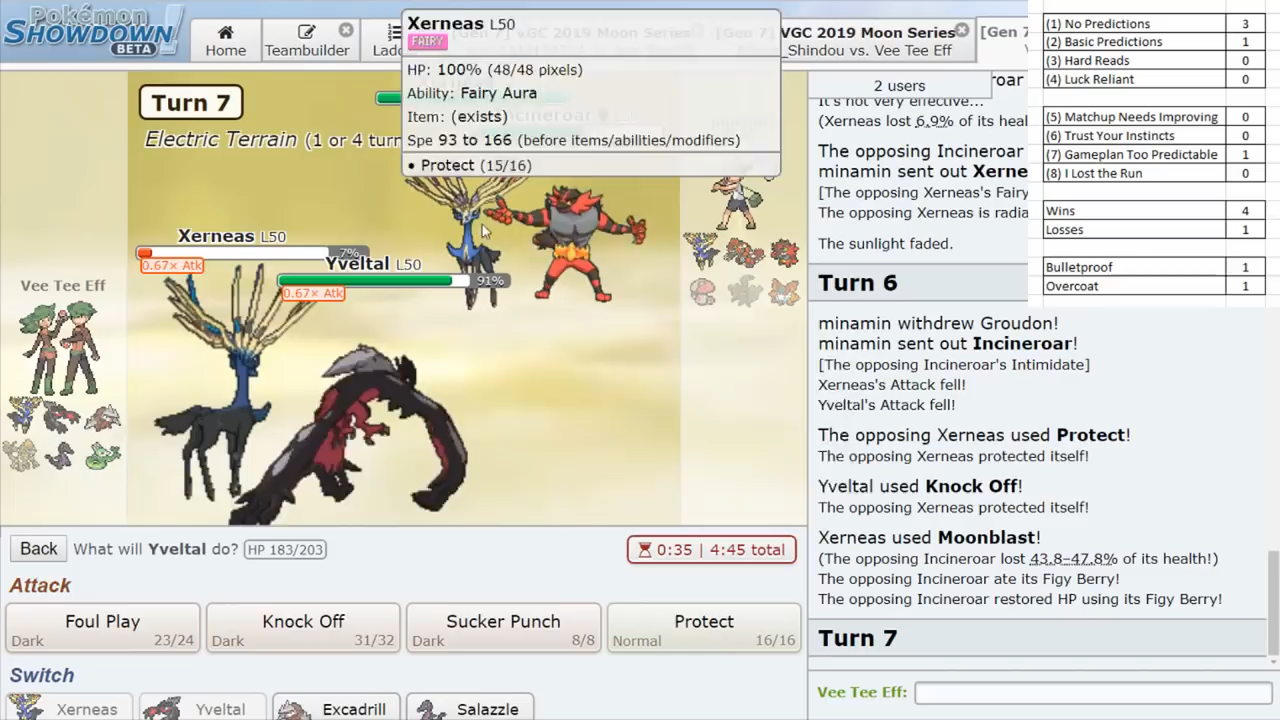 Pokémon
SHOWDOWN!
BETA
Home
Teambuilder
Ladd
VGC 2019 Moon Series
[Gen 7] VGC 2019 Moon Series
VGC 2019 Moon Series
Shindou vs. Vee Tee Eff
[Gen 7]
Xerneas L50
FAIRY
HP: 100% (48/48 pixels)
Ability: Fairy Aura
Item: (exists)
Spe 93 to 166 (before items/abilities/modifiers)
• Protect (15/16)
Turn 7
Electric Terrain (1 or 4 turn
Xerneas L50
7%
0.67× Atk
Yveltal L50
91%
0.67× Atk
Vee Tee Eff
2 users
It's not very effective...
(Xerneas lost 6.9% of its heal
The opposing Incineroar
minamin sent out Xerne
[The opposing Xerneas's Fairy
The opposing Xerneas is radia
The sunlight faded.
Turn 6
minamin withdrew Groudon!
minamin sent out Incineroar!
[The opposing Incineroar's Intimidate]
Xerneas's Attack fell!
Yveltal's Attack fell!
The opposing Xerneas used Protect!
The opposing Xerneas protected itself!
Yveltal used Knock Off!
The opposing Xerneas protected itself!
Xerneas used Moonblast!
(The opposing Incineroar lost 43.8–47.8% of its health!)
The opposing Incineroar ate its Figy Berry!
The opposing Incineroar restored HP using its Figy Berry!
Turn 7
Vee Tee Eff:
(1) No Predictions 3
(2) Basic Predictions 1
(3) Hard Reads 0
(4) Luck Reliant 0
(5) Matchup Needs Improving 0
(6) Trust Your Instincts 0
(7) Gameplan Too Predictable 1
(8) I Lost the Run 0
Wins 4
Losses 1
Bulletproof 1
Overcoat 1
Back
What will Yveltal do? HP 183/203
0:35 | 4:45 total
Attack
Foul Play
Dark 23/24
Knock Off
Dark 31/32
Sucker Punch
Dark 8/8
Protect
Normal 16/16
Switch
Xerneas
Yveltal
Excadrill
Salazzle